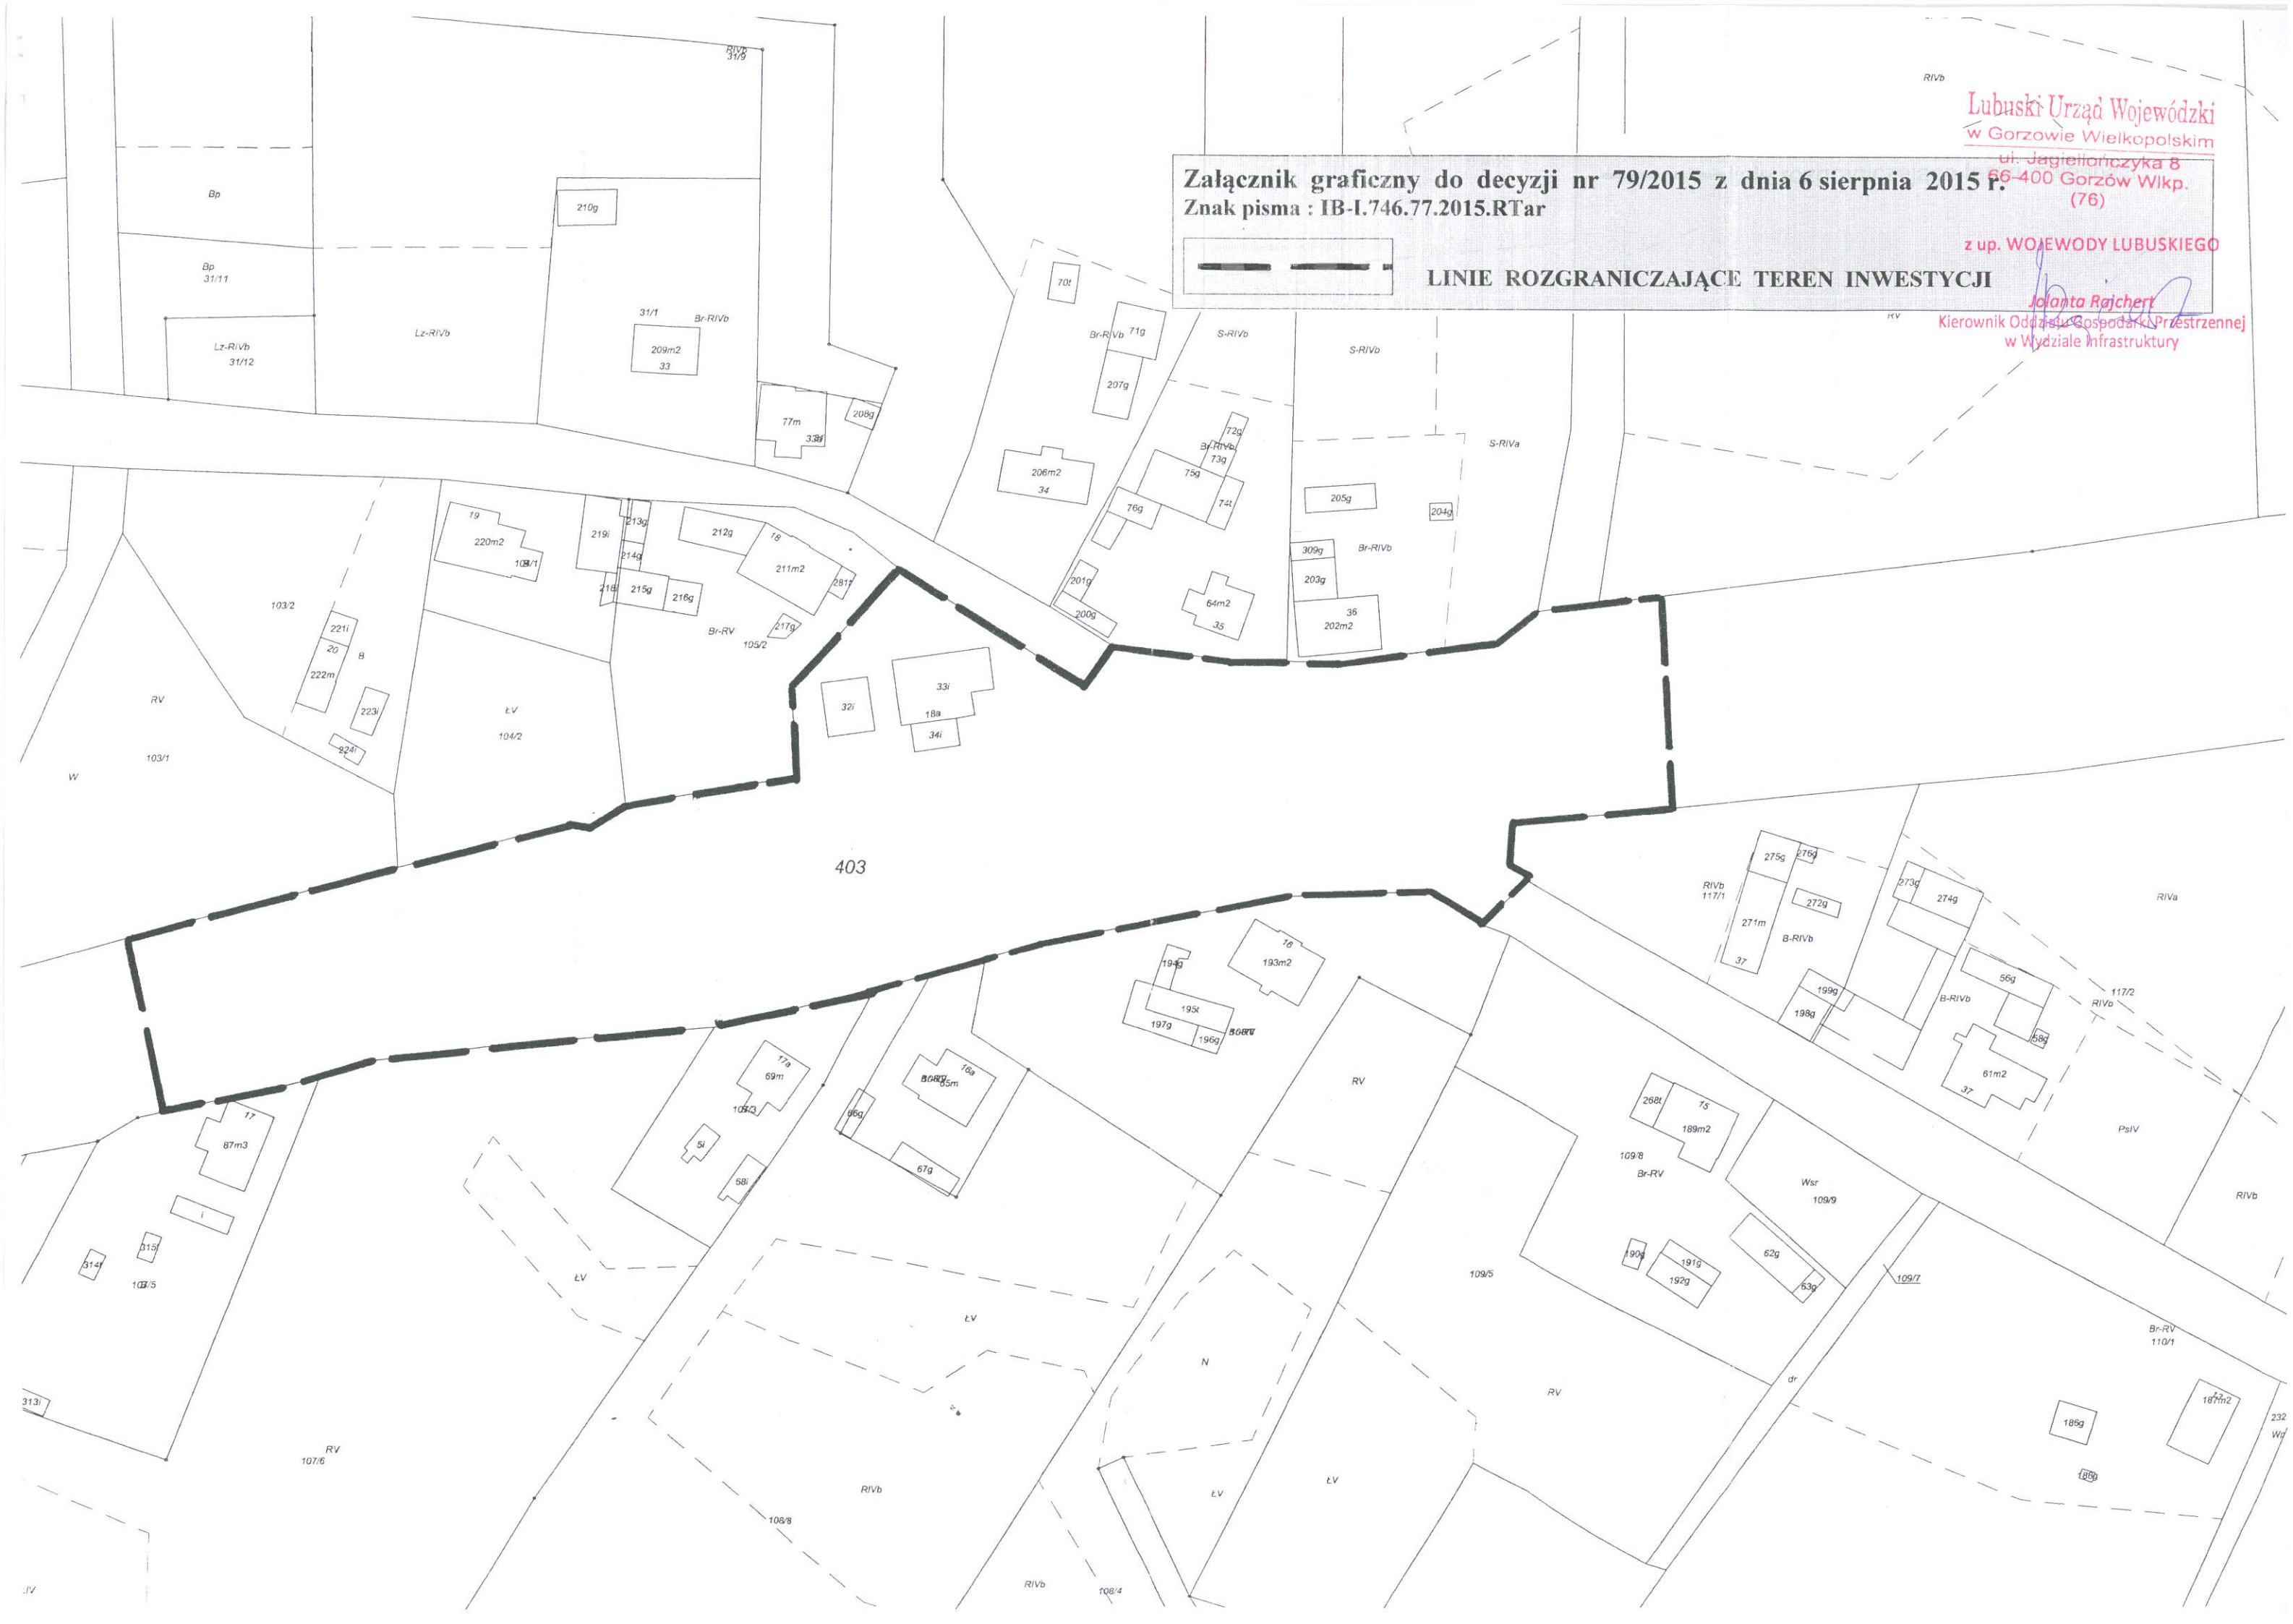 RIVb
31/9
RIVb
Lubuski Urząd Wojewódzki
w Gorzowie Wielkopolskim
ul. Jagiellończyka 8
66-400 Gorzów Wlkp.
(76)
Załącznik graficzny do decyzji nr 79/2015 z dnia 6 sierpnia 2015 r.
Znak pisma : IB-I.746.77.2015.RTar
z up. WOJEWODY LUBUSKIEGO
LINIE ROZGRANICZAJĄCE TEREN INWESTYCJI
Jolanta Rajchert
Kierownik Oddziału Gospodarki Przestrzennej
w Wydziale Infrastruktury
RV
Bp
210g
Bp
31/11
Lz-RIVb
31/12
Lz-RIVb
31/1
Br-RIVb
209m2
33
77m
208g
70t
Br-RIVb
71g
207g
S-RIVb
S-RIVb
72g
Br-RIVb
73g
S-RIVa
206m2
34
75g
74t
76g
205g
204g
309g
Br-RIVb
203g
201g
200g
64m2
35
36
202m2
19
220m2
219i
213g
214g
218i
215g
216g
212g
18
211m2
281t
217g
Br-RV
105/2
103/2
221i
20
B
222m
223i
224i
RV
103/1
W
ŁV
104/2
32i
33i
18a
34i
403
275g
276g
RIVb
117/1
272g
271m
B-RIVb
37
273g
274g
RIVa
199g
198g
56g
B-RIVb
58g
117/2
RIVb
61m2
37
PsIV
RIVb
16
193m2
194g
195t
197g
196g
RV
17
87m3
i
315t
314t
313i
17a
69m
5i
58i
16a
66g
67g
268t
15
189m2
109/8
Br-RV
Wsr
109/9
190g
191g
192g
62g
63g
109/7
109/5
ŁV
ŁV
N
RV
dr
Br-RV
110/1
186g
232
RV
107/6
RIVb
108/8
ŁV
ŁV
RIVb
108/4